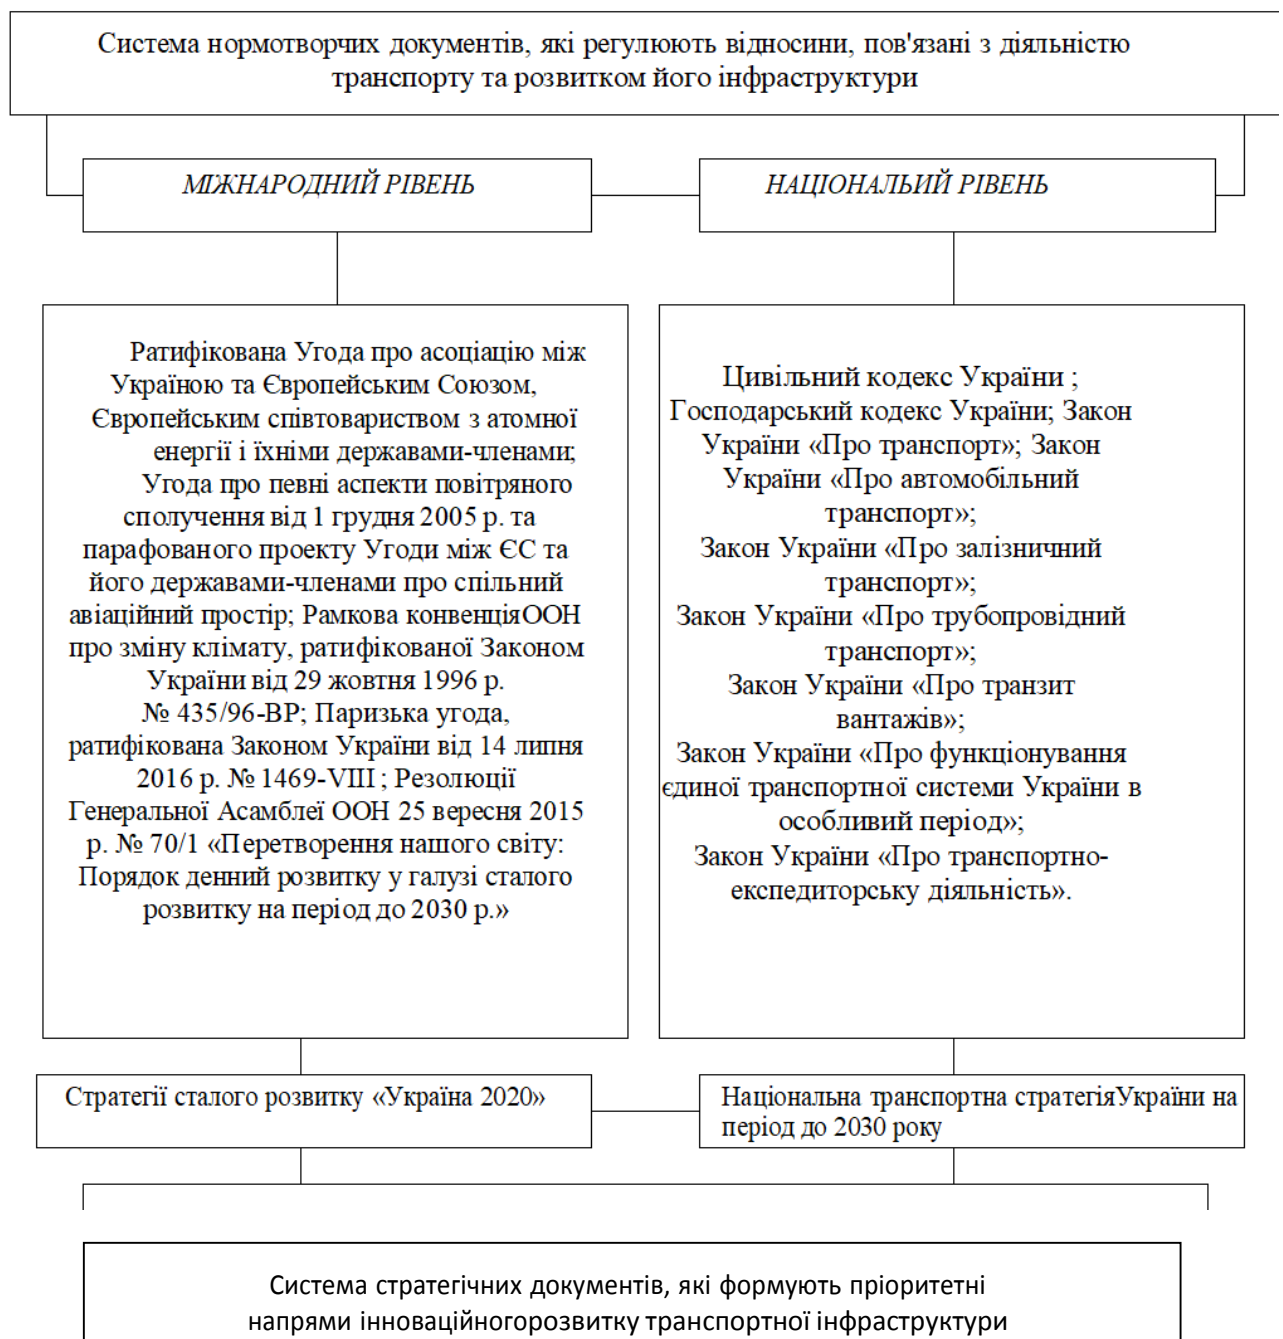 Система нормотворчих документів, які регулюють відносини, пов'язані з діяльністю
транспорту та розвитком його інфраструктури
МІЖНАРОДНИЙ РІВЕНЬ
НАЦІОНАЛЬИЙ РІВЕНЬ
Ратифікована Угода про асоціацію між
Україною та Європейським Союзом,
Європейським співтовариством з атомної
енергії і їхніми державами-членами;
Угода про певні аспекти повітряного
сполучення від 1 грудня 2005 р. та
парафованого проекту Угоди між ЄС та
його державами-членами про спільний
авіаційний простір; Рамкова конвенціяООН
про зміну клімату, ратифікованої Законом
України від 29 жовтня 1996 р.
№ 435/96-ВР; Паризька угода,
ратифікована Законом України від 14 липня
2016 р. № 1469-VIII ; Резолюції
Генеральної Асамблеї ООН 25 вересня 2015
р. № 70/1 «Перетворення нашого світу:
Порядок денний розвитку у галузі сталого
розвитку на період до 2030 р.»
Цивільний кодекс України ;
Господарський кодекс України; Закон
України «Про транспорт»; Закон
України «Про автомобільний
транспорт»;
Закон України «Про залізничний
транспорт»;
Закон України «Про трубопровідний
транспорт»;
Закон України «Про транзит
вантажів»;
Закон України «Про функціонування
єдиної транспортної системи України в
особливий період»;
Закон України «Про транспортно-
експедиторську діяльність».
Стратегії сталого розвитку «Україна 2020»
Національна транспортна стратегіяУкраїни на
період до 2030 року
Система стратегічних документів, які формують пріоритетні
напрями інноваційногорозвитку транспортної інфраструктури